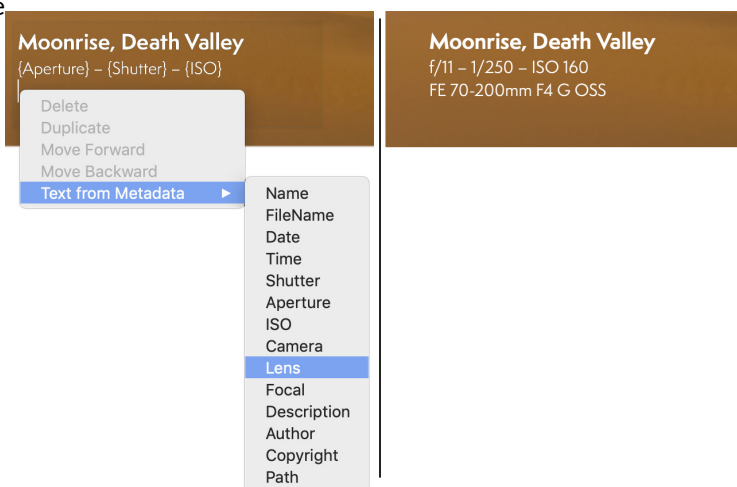 e
Moonrise, Death Valley
{Aperture} – {Shutter} – {ISO}
Delete
Duplicate
Move Forward
Move Backward
Text from Metadata
Name
FileName
Date
Time
Shutter
Aperture
ISO
Camera
Lens
Focal
Description
Author
Copyright
Path
Moonrise, Death Valley
f/11 – 1/250 – ISO 160
FE 70-200mm F4 G OSS